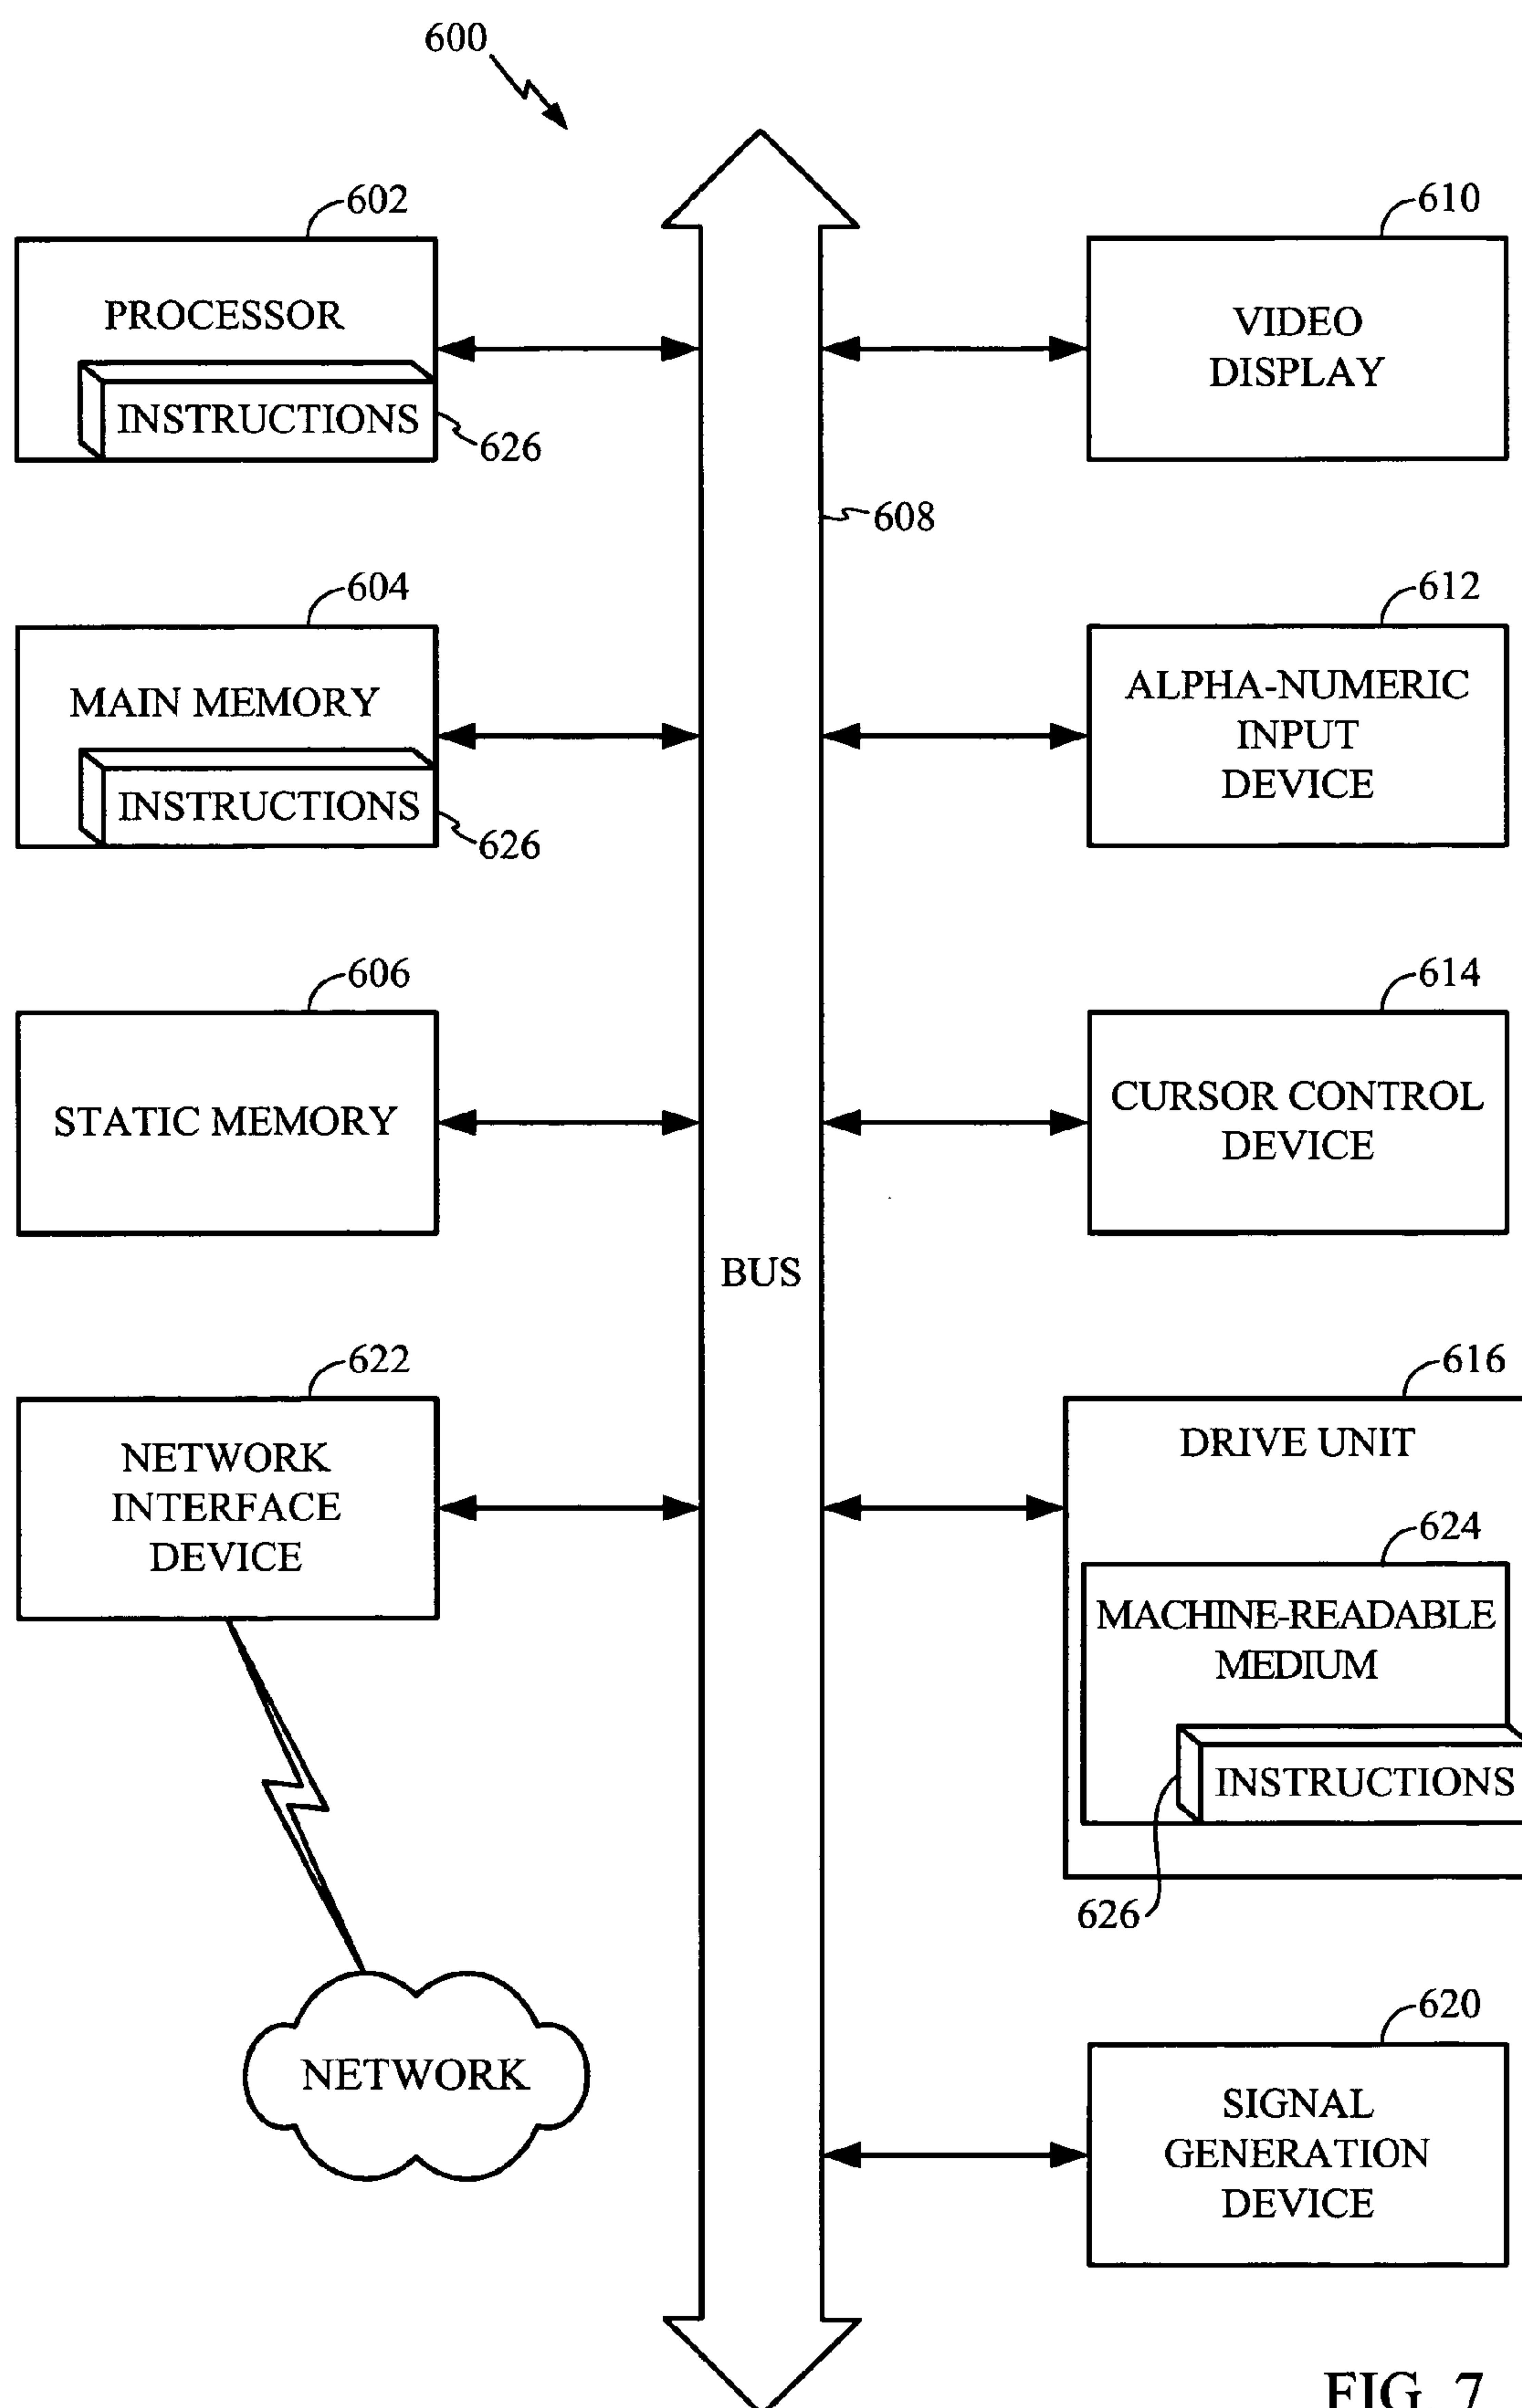 600
602
PROCESSOR
INSTRUCTIONS
626
610
VIDEO
DISPLAY
608
604
MAIN MEMORY
INSTRUCTIONS
626
612
ALPHA-NUMERIC
INPUT
DEVICE
606
STATIC MEMORY
614
CURSOR CONTROL
DEVICE
BUS
622
NETWORK
INTERFACE
DEVICE
616
DRIVE UNIT
624
MACHINE-READABLE
MEDIUM
INSTRUCTIONS
626
NETWORK
620
SIGNAL
GENERATION
DEVICE
FIG. 7